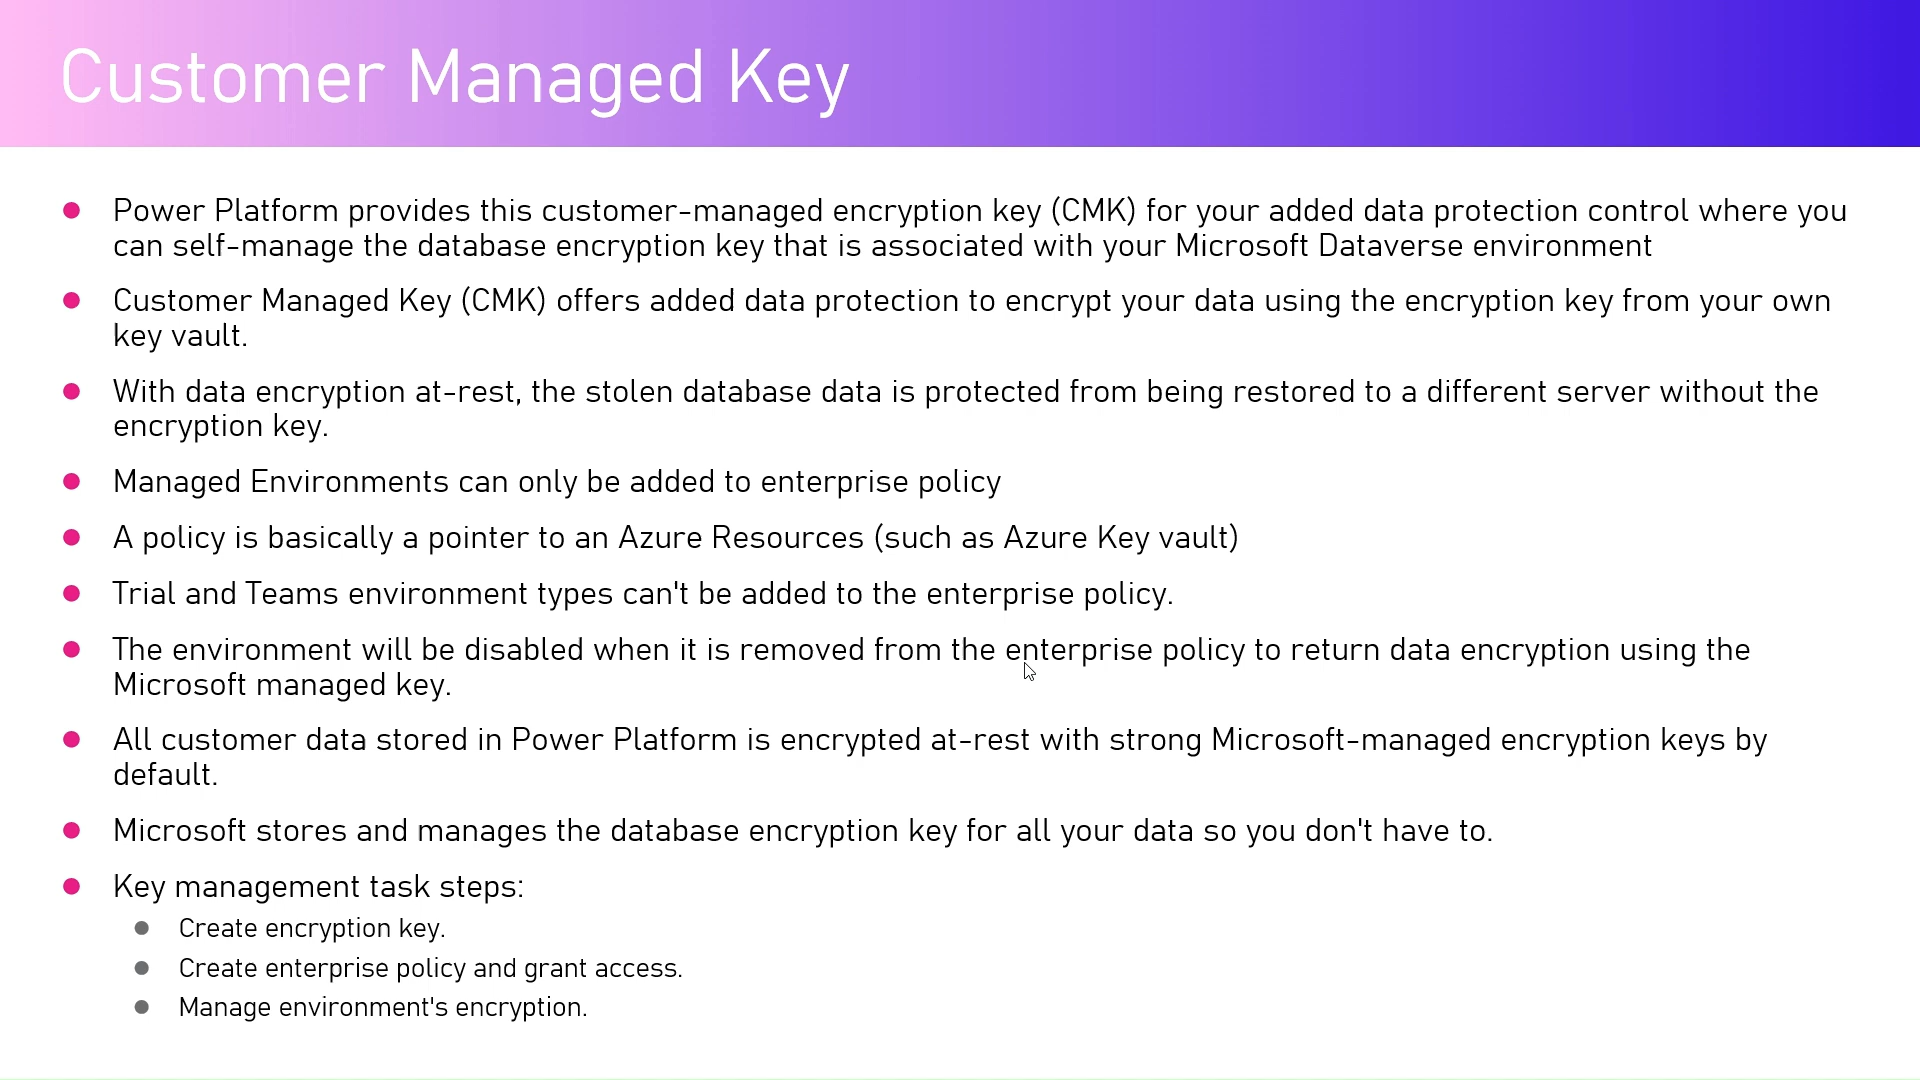 Customer Managed Key
Power Platform provides this customer-managed encryption key (CMK) for your added data protection control where you
can self-manage the database encryption key that is associated with your Microsoft Dataverse environment
Customer Managed Key (CMK) offers added data protection to encrypt your data using the encryption key from your own
key vault.
With data encryption at-rest, the stolen database data is protected from being restored to a different server without the
encryption key.
Managed Environments can only be added to enterprise policy
A policy is basically a pointer to an Azure Resources (such as Azure Key vault)
Trial and Teams environment types can't be added to the enterprise policy.
The environment will be disabled when it is removed from the enterprise policy to return data encryption using the
Microsoft managed key.
All customer data stored in Power Platform is encrypted at-rest with strong Microsoft-managed encryption keys by
default.
Microsoft stores and manages the database encryption key for all your data so you don't have to.
Key management task steps:
Create encryption key.
Create enterprise policy and grant access.
Manage environment's encryption.